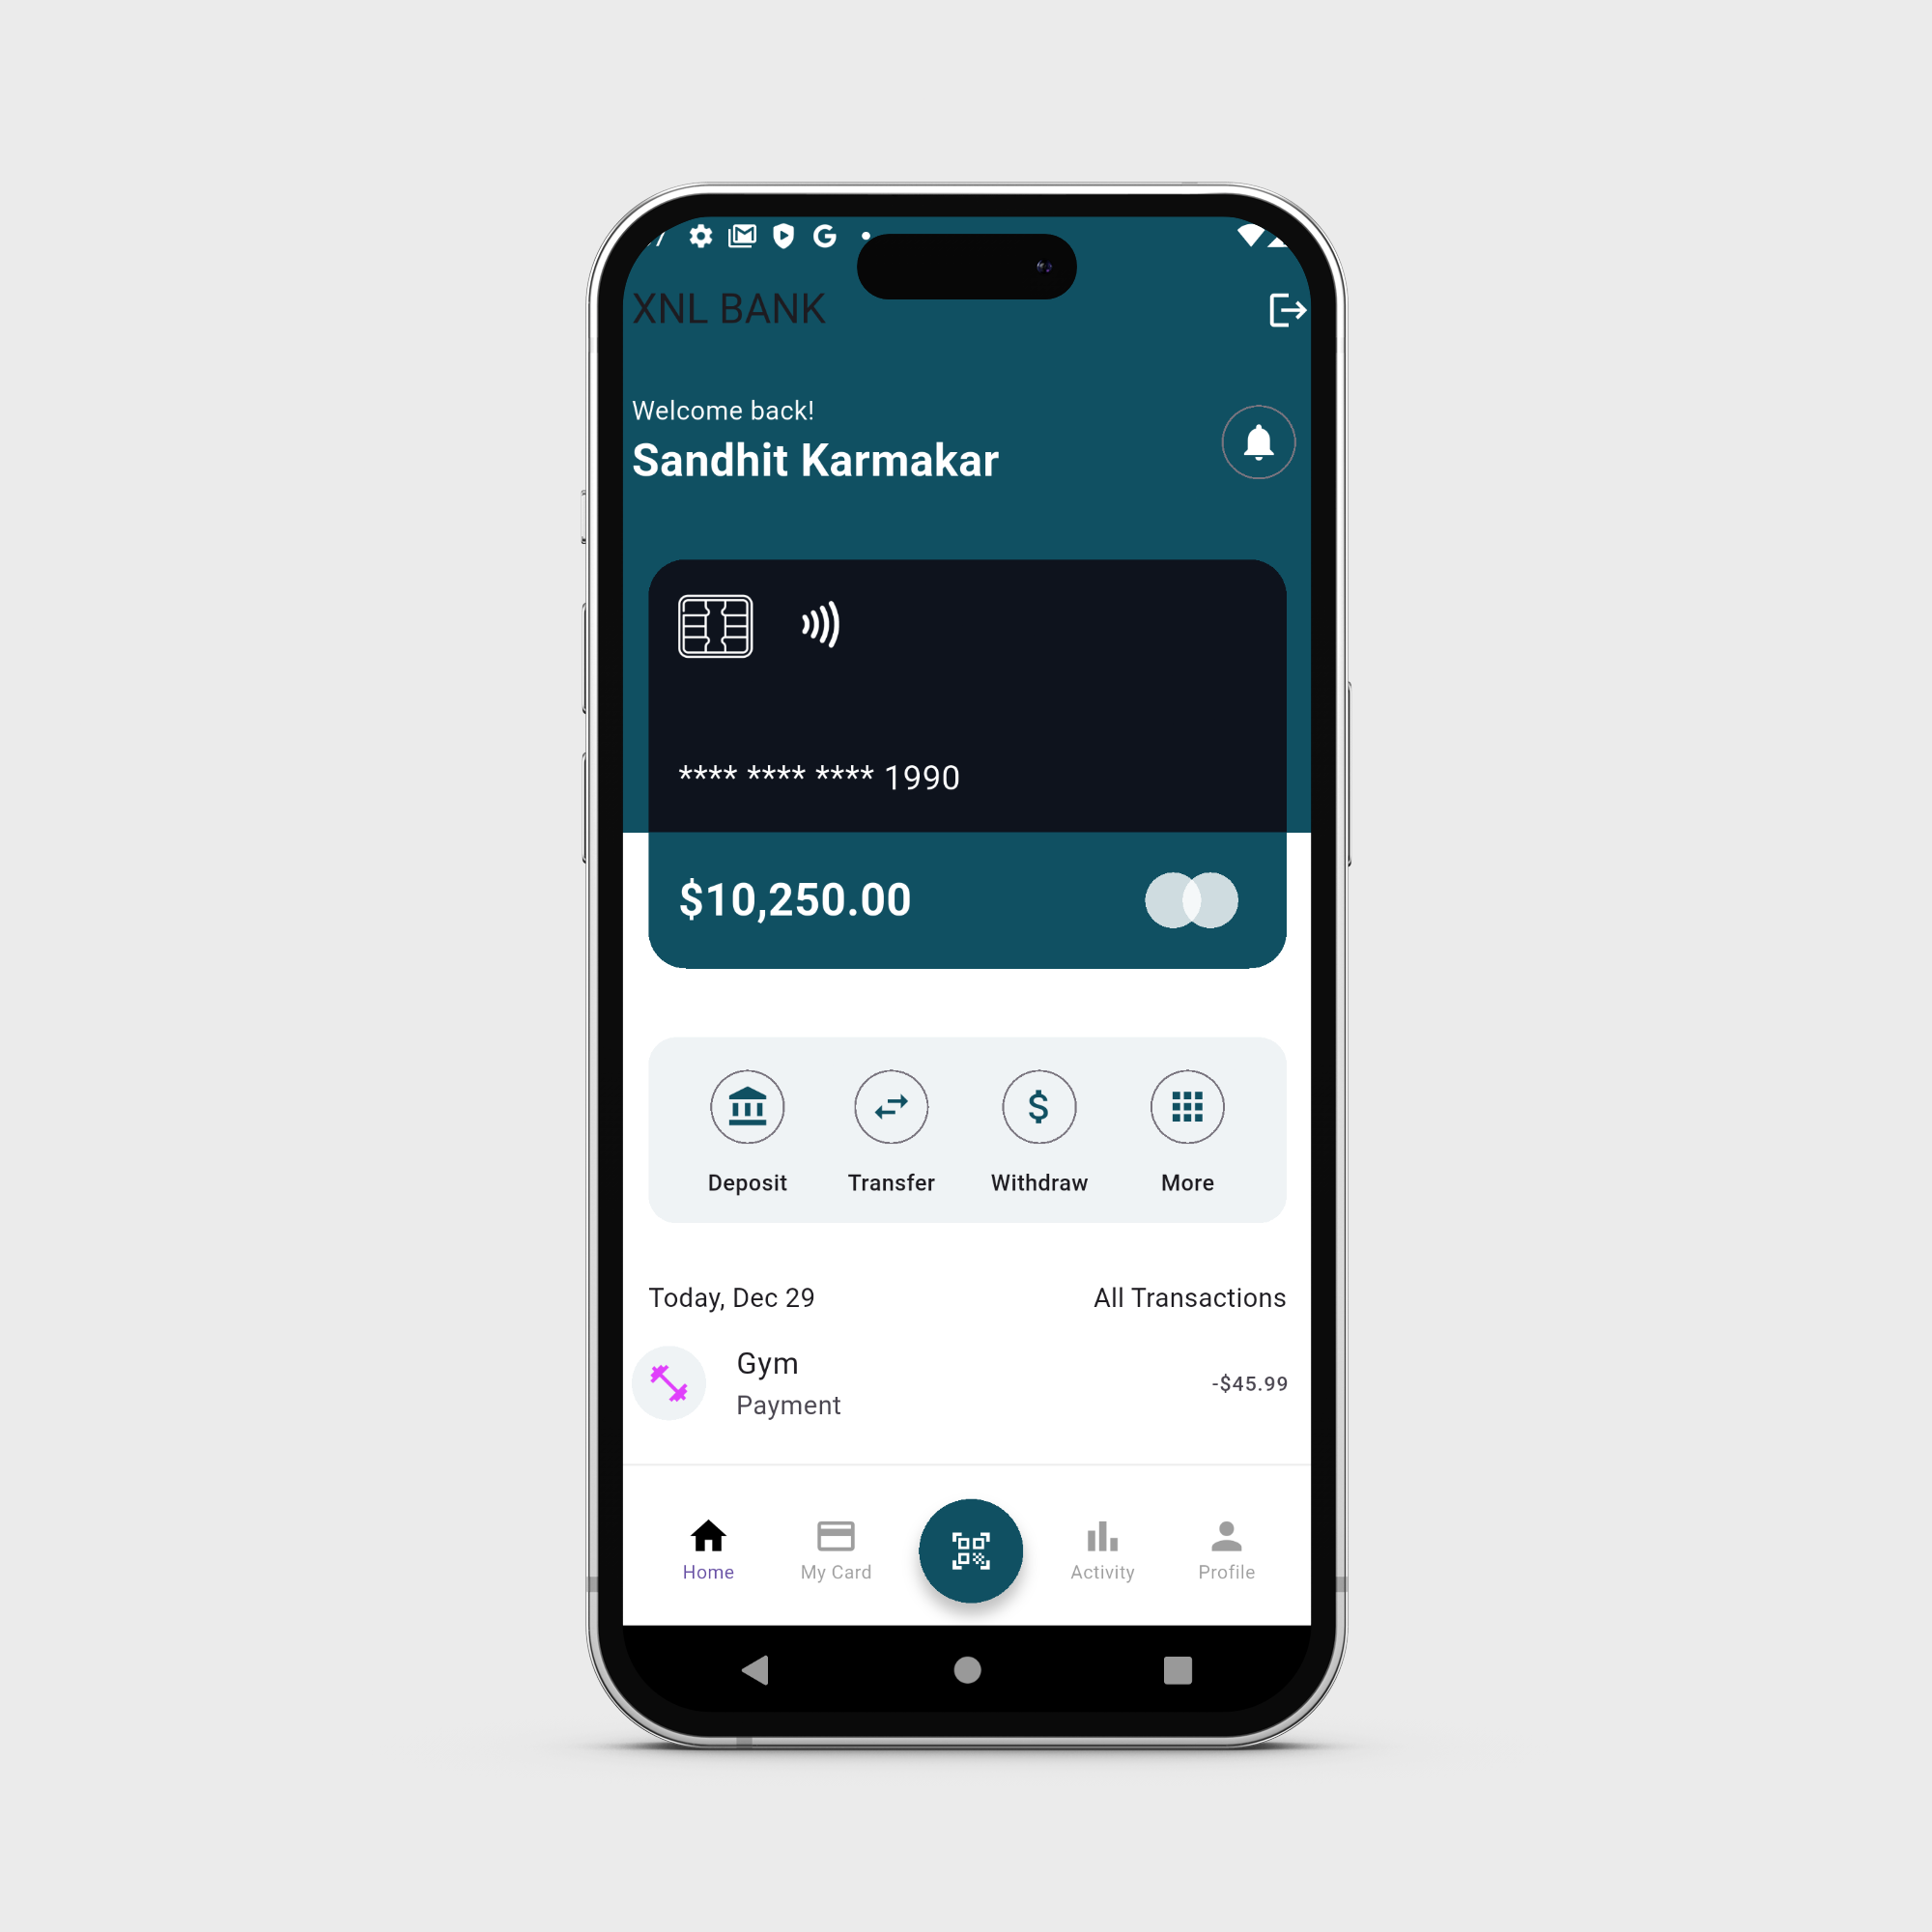 XNL BANK
Welcome back!
Sandhit Karmakar
**** **** **** 1990
$10,250.00
Deposit Transfer Withdraw More
Today, Dec 29 All Transactions
Gym
Payment
-$45.99
Home My Card Activity Profile